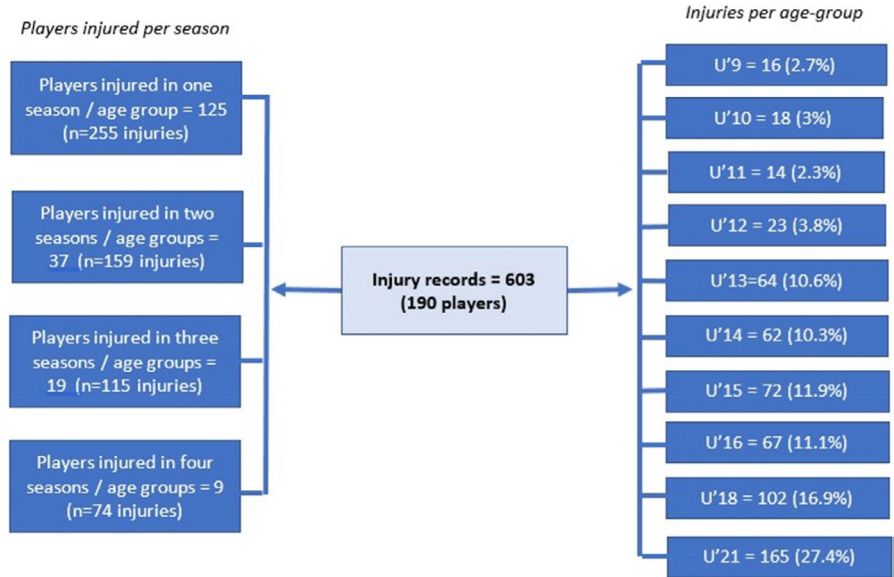 Players injured per season
Players injured in one
season / age group = 125
(n=255 injuries)
Players injured in two
seasons / age groups =
37 (n=159 injuries)
Players injured in three
seasons / age groups =
19 (n=115 injuries)
Players injured in four
seasons / age groups = 9
(n=74 injuries)
Injury records = 603
(190 players)
Injuries per age-group
U'9 = 16 (2.7%)
U'10 = 18 (3%)
U'11 = 14 (2.3%)
U'12 = 23 (3.8%)
U'13=64 (10.6%)
U'14 = 62 (10.3%)
U'15 = 72 (11.9%)
U'16 = 67 (11.1%)
U'18 = 102 (16.9%)
U'21 = 165 (27.4%)